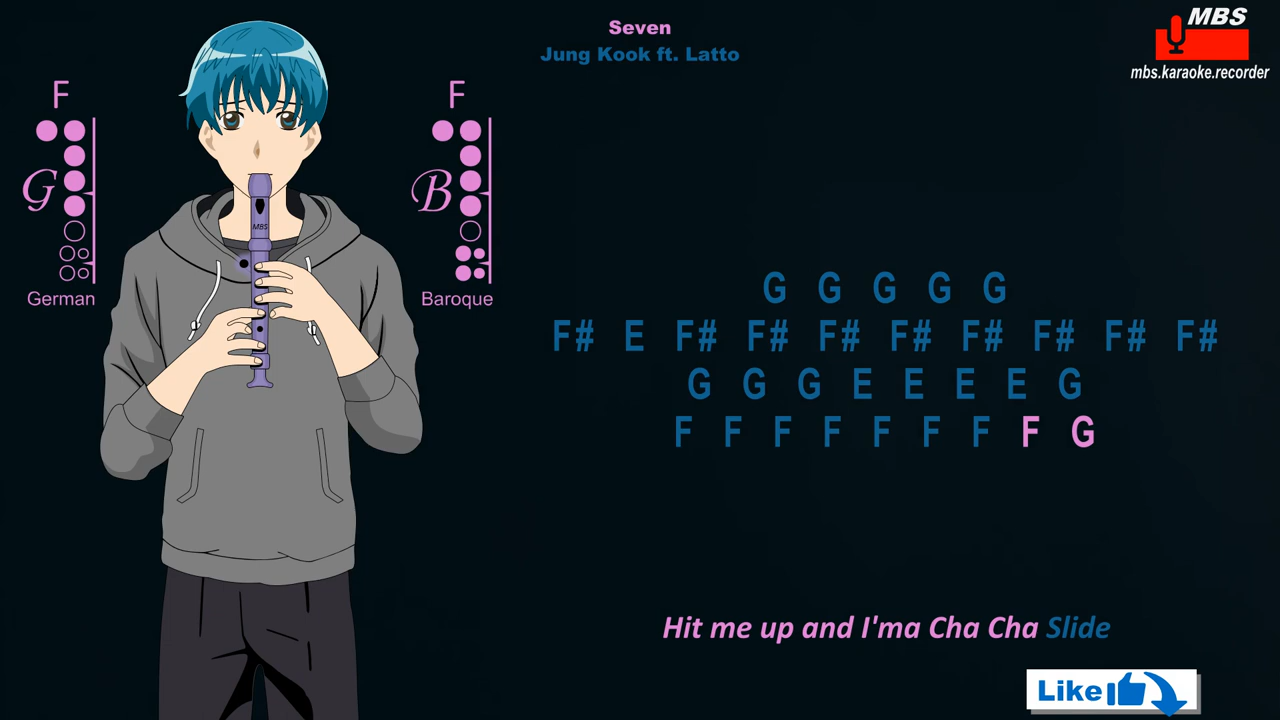 Seven
Jung Kook ft. Latto
MBS
mbs.karaoke.recorder
F
G
German
F
B
Baroque
MBS
G G G G G
F# E F# F# F# F# F# F# F# F#
G G G E E E E G
F F F F F F F F G
Hit me up and I'ma Cha Cha Slide
Like